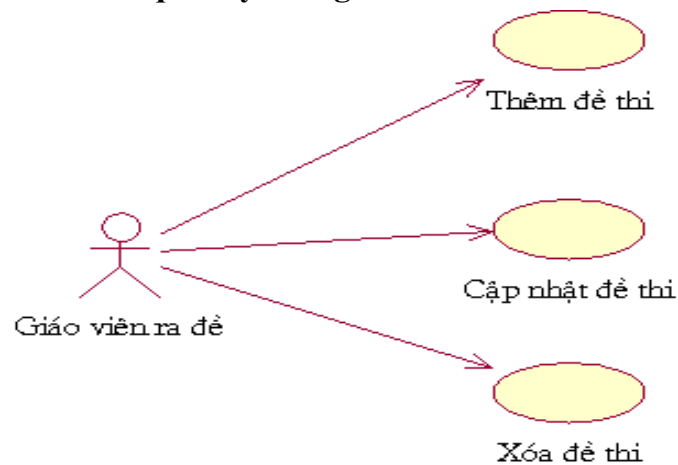 Thêm đề thi
Cập nhật đề thi
Giáo viên ra đề
Xóa đề thi